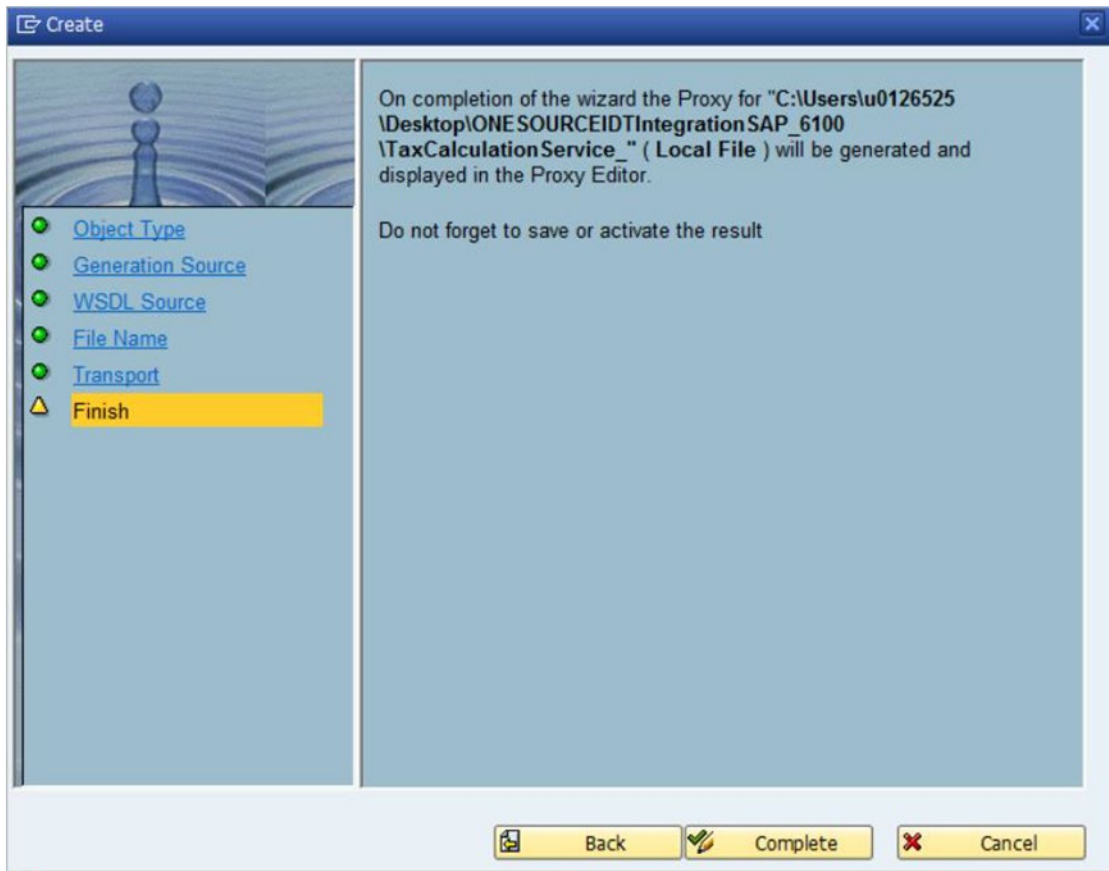 Create
On completion of the wizard the Proxy for "C:\Users\u0126525
\Desktop\ONESOURCEIDTIntegrationSAP_6100
\TaxCalculationService_" ( Local File ) will be generated and
displayed in the Proxy Editor.
Do not forget to save or activate the result
Object Type
Generation Source
WSDL Source
File Name
Transport
Finish
Back
Complete
Cancel